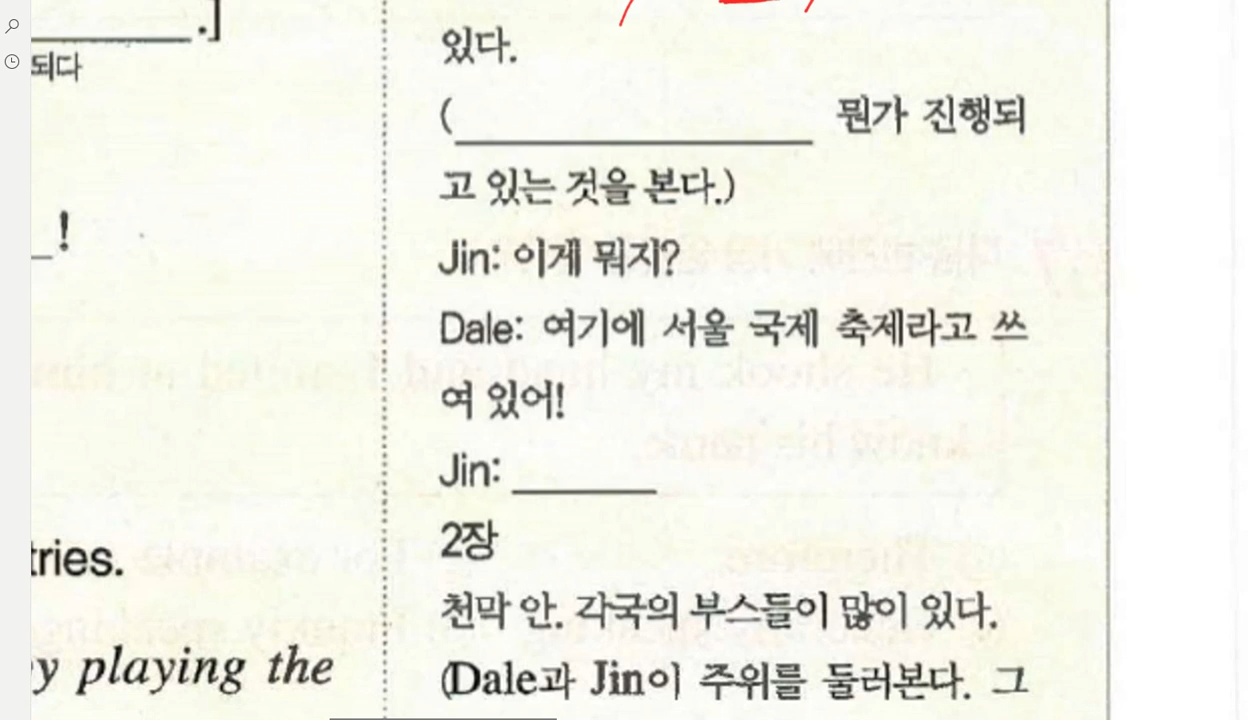 .]
되다
!
tries.
y playing the
있다.
( 뭔가 진행되
고 있는 것을 본다.)
Jin: 이게 뭐지?
Dale: 여기에 서울 국제 축제라고 쓰
여 있어!
Jin:
2장
천막 안. 각국의 부스들이 많이 있다.
(Dale과 Jin이 주위를 둘러본다. 그